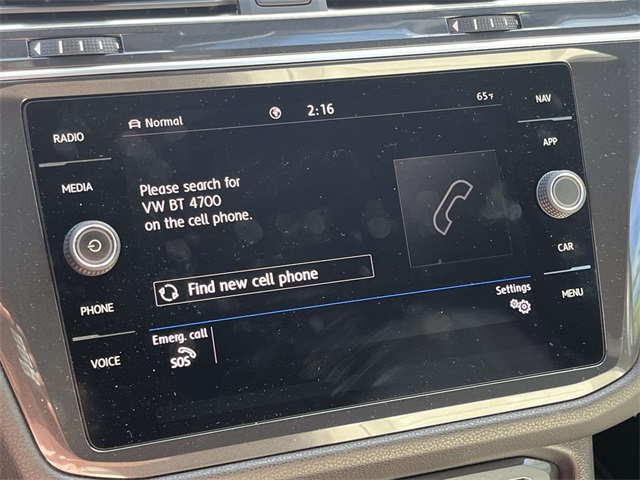 RADIO
MEDIA
PHONE
VOICE
Normal
2:16
65°F
Please search for
VW BT 4700
on the cell phone.
Find new cell phone
Settings
Emerg. call
SOS
NAV
APP
CAR
MENU